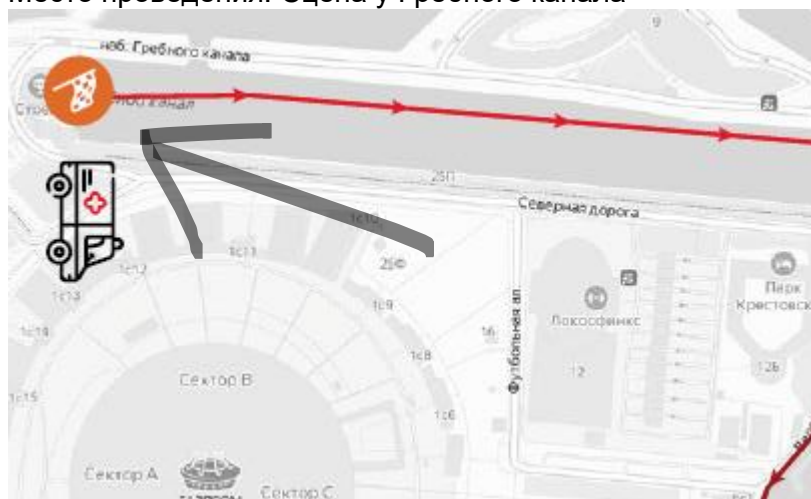 Место проведения: Сцена у Гребного канала
9
наб. Гребного канала
канал
25П
Северная дорога
1с10
1с11
25Ф
1с12
1с13
1с9
Парк
Крестовск
Локосфинкс
Футбольная ал.
1с14
16
1с8
12
12Б
Сектор В
1с15
1с6
Сектор А
Сектор С